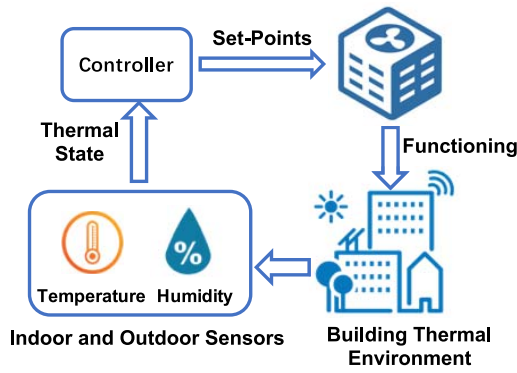 Set-Points
Controller
Thermal
State
Functioning
%
Temperature Humidity
Indoor and Outdoor Sensors
Building Thermal
Environment